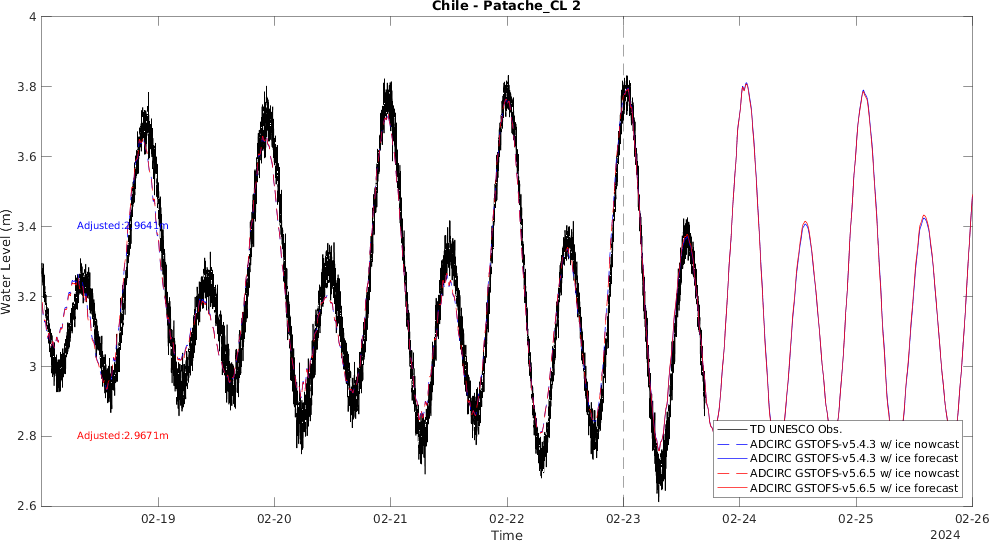 Chile - Patache_CL 2
4
3.8
3.6
3.4
3.2
3
2.8
2.6
Water Level (m)
Adjusted:2.9641m
Adjusted:2.9671m
TD UNESCO Obs.
ADCIRC GSTOFS-v5.4.3 w/ ice nowcast
ADCIRC GSTOFS-v5.4.3 w/ ice forecast
ADCIRC GSTOFS-v5.6.5 w/ ice nowcast
ADCIRC GSTOFS-v5.6.5 w/ ice forecast
02-19 02-20 02-21 02-22 02-23 02-24 02-25 02-26
Time
2024